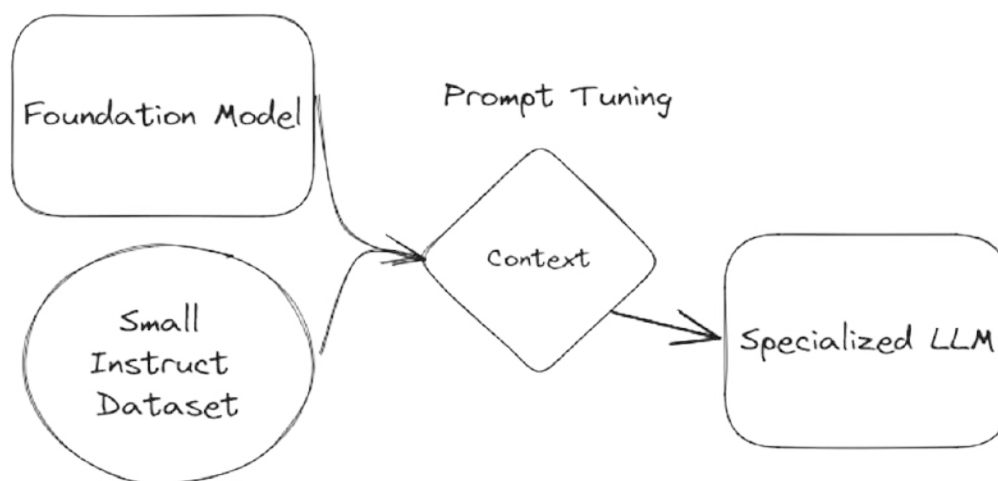 Foundation Model
Prompt Tuning
Context
Small
Instruct
Dataset
Specialized LLM